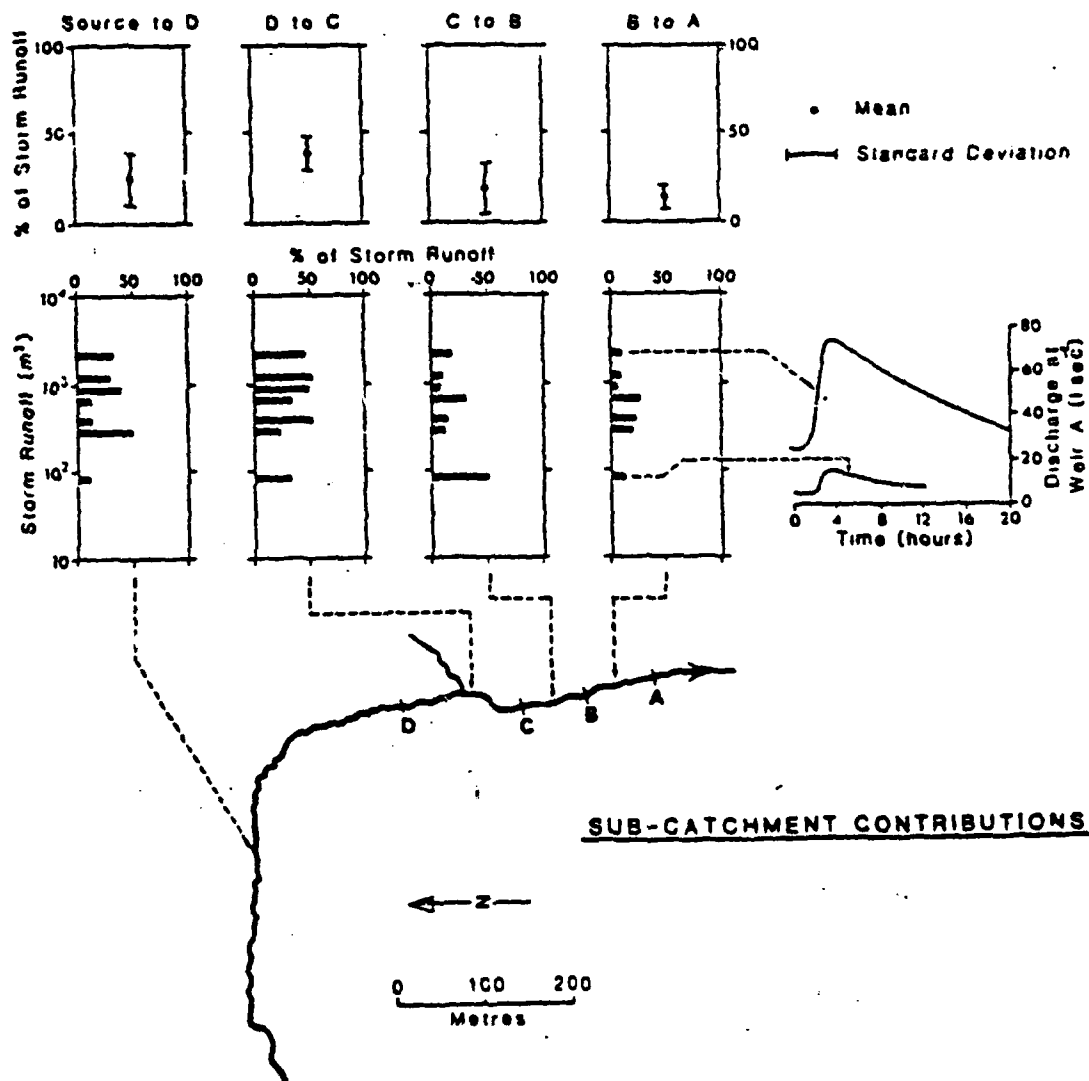 Source to D D to C C to B B to A
100 100
% of Storm Runoff
50 50
0 0
• Mean
Standard Deviation
% of Storm Runoff
0 50 100 0 50 100 0 50 100 0 50 100
Storm Runoff (m³)
10⁴
10³
10²
10
80
60
40
20
0
Discharge at
Weir A (l sec⁻¹)
0 4 8 12 16 20
Time (hours)
D C B A
SUB-CATCHMENT CONTRIBUTIONS
N
0 100 200
Metres